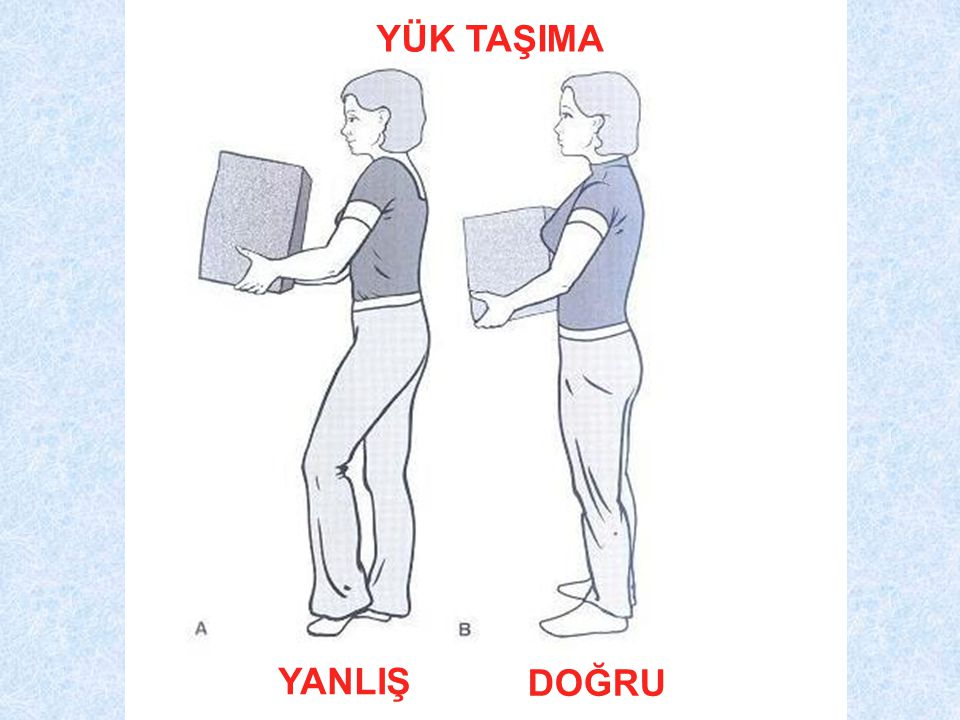 YÜK TAŞIMA
A
B
YANLIŞ
DOĞRU